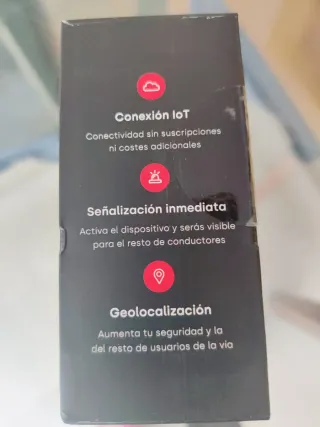 Conexión IoT
Conectividad sin suscripciones
ni costes adicionales
Señalización inmediata
Activa el dispositivo y serás visible
para el resto de conductores
Geolocalización
Aumenta tu seguridad y la
del resto de usuarios de la vía